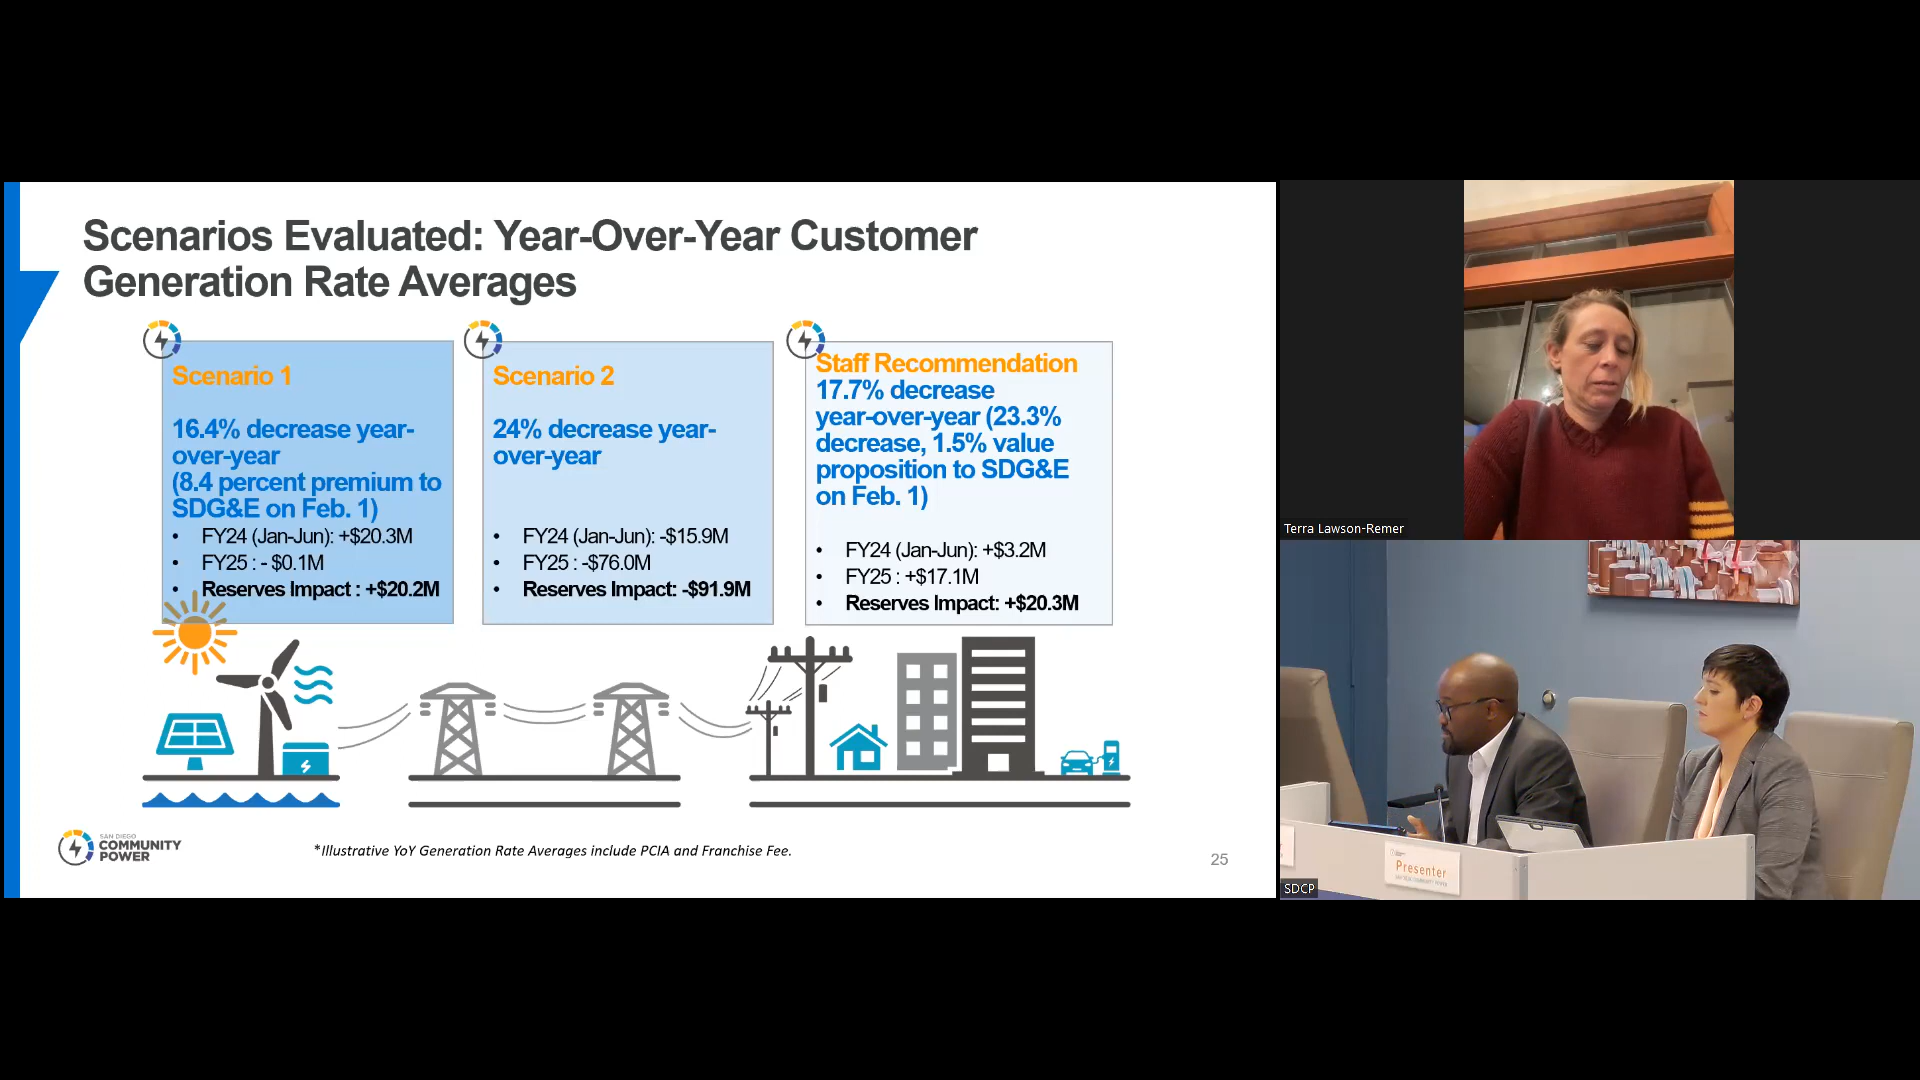 Scenarios Evaluated: Year-Over-Year Customer
Generation Rate Averages
Scenario 1
16.4% decrease year-
over-year
(8.4 percent premium to
SDG&E on Feb. 1)
• FY24 (Jan-Jun): +$20.3M
• FY25 : - $0.1M
• Reserves Impact : +$20.2M
Scenario 2
24% decrease year-
over-year
• FY24 (Jan-Jun): -$15.9M
• FY25 : -$76.0M
• Reserves Impact: -$91.9M
Staff Recommendation
17.7% decrease
year-over-year (23.3%
decrease, 1.5% value
proposition to SDG&E
on Feb. 1)
• FY24 (Jan-Jun): +$3.2M
• FY25 : +$17.1M
• Reserves Impact: +$20.3M
SAN DIEGO
COMMUNITY
POWER
*Illustrative YoY Generation Rate Averages include PCIA and Franchise Fee.
25
Terra Lawson-Remer
Presenter
SDCP